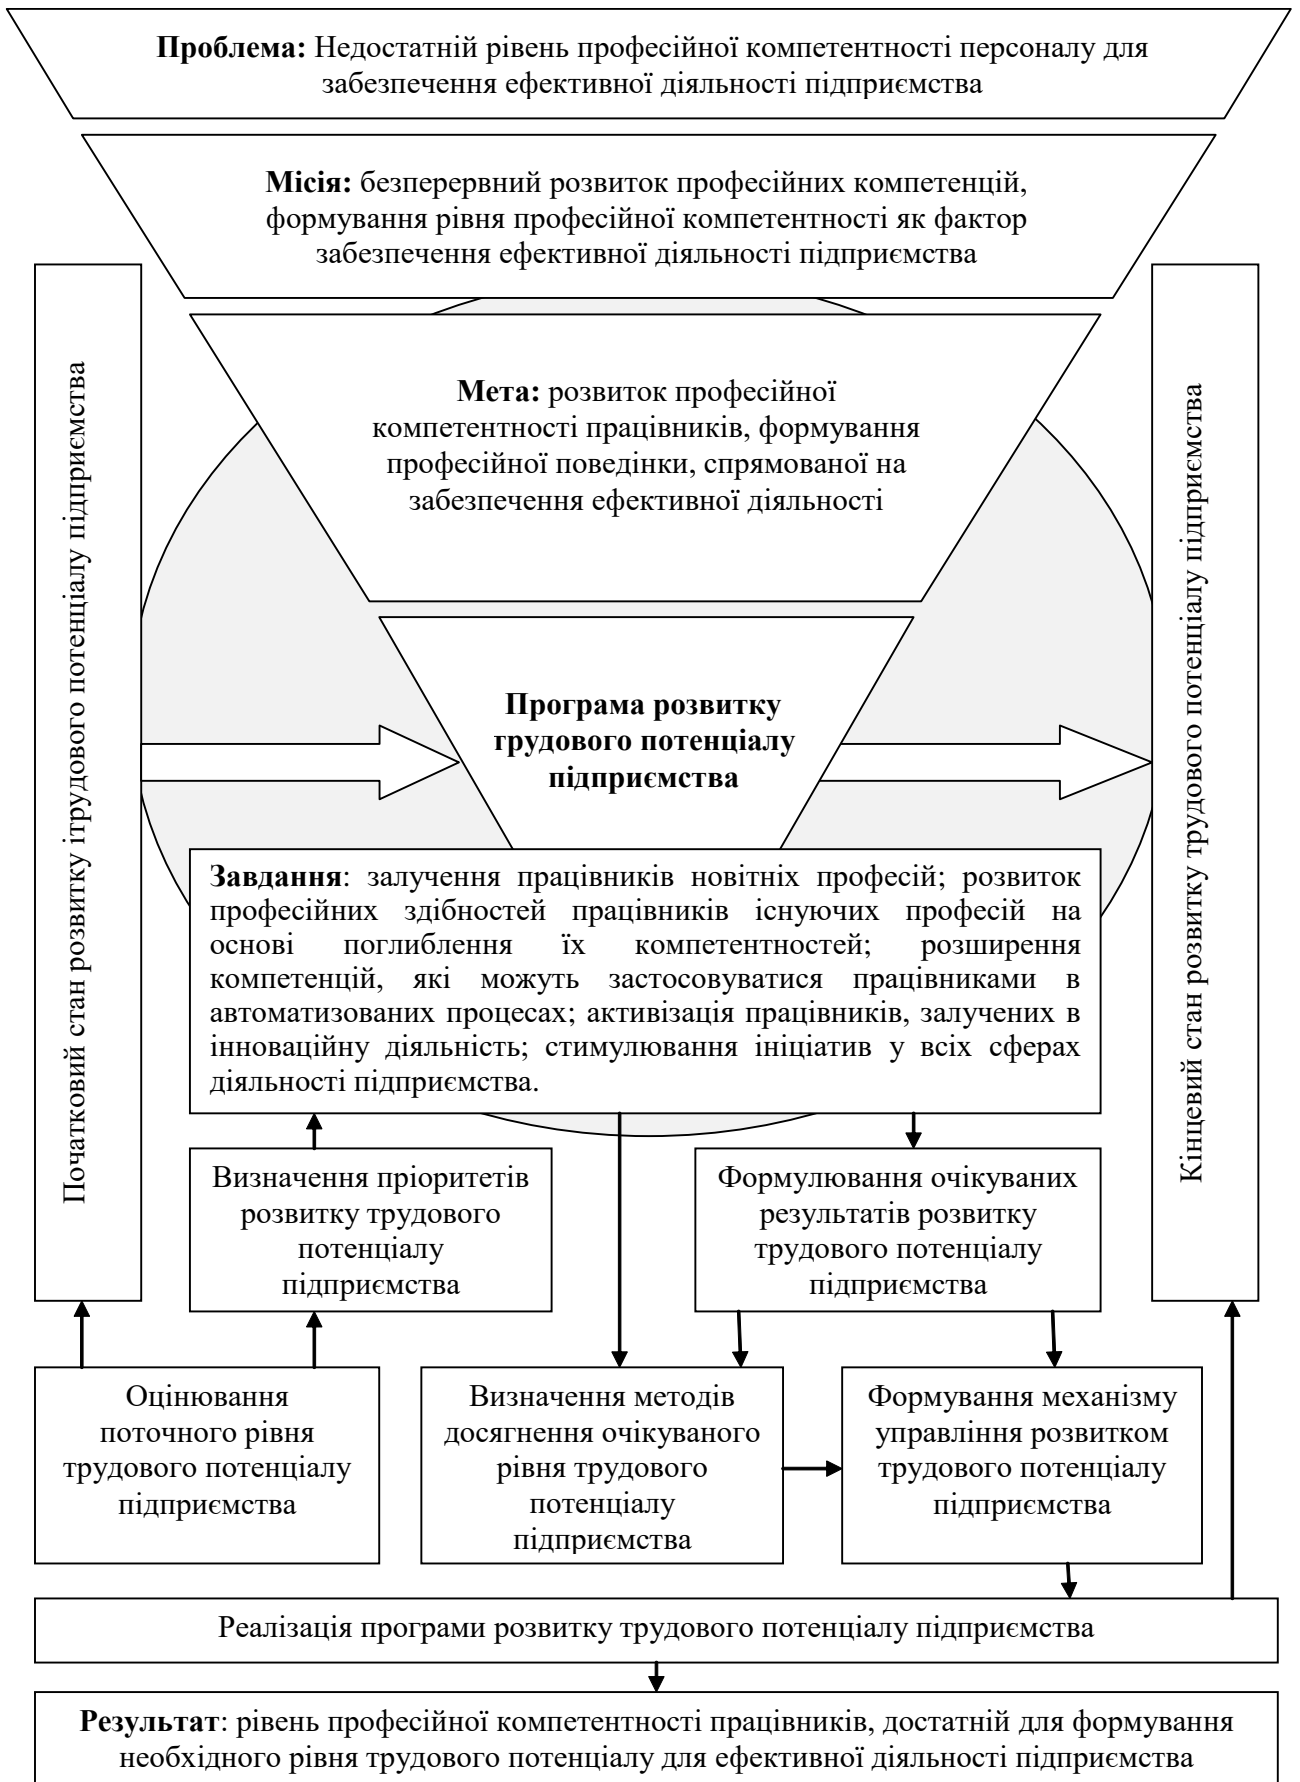 Проблема: Недостатній рівень професійної компетентності персоналу для
забезпечення ефективної діяльності підприємства
Місія: безперервний розвиток професійних компетенцій,
формування рівня професійної компетентності як фактор
забезпечення ефективної діяльності підприємства
Початковий стан розвитку ітрудового потенціалу підприємства
Мета: розвиток професійної
компетентності працівників, формування
професійної поведінки, спрямованої на
забезпечення ефективної діяльності
Кінцевий стан розвитку трудового потенціалу підприємства
Програма розвитку
трудового потенціалу
підприємства
Завдання: залучення працівників новітніх професій; розвиток
професійних здібностей працівників існуючих професій на
основі поглиблення їх компетентностей; розширення
компетенцій, які можуть застосовуватися працівниками в
автоматизованих процесах; активізація працівників, залучених в
інноваційну діяльність; стимулювання ініціатив у всіх сферах
діяльності підприємства.
Визначення пріоритетів
розвитку трудового
потенціалу
підприємства
Формулювання очікуваних
результатів розвитку
трудового потенціалу
підприємства
Оцінювання
поточного рівня
трудового потенціалу
підприємства
Визначення методів
досягнення очікуваного
рівня трудового
потенціалу
підприємства
Формування механізму
управління розвитком
трудового потенціалу
підприємства
Реалізація програми розвитку трудового потенціалу підприємства
Результат: рівень професійної компетентності працівників, достатній для формування
необхідного рівня трудового потенціалу для ефективної діяльності підприємства